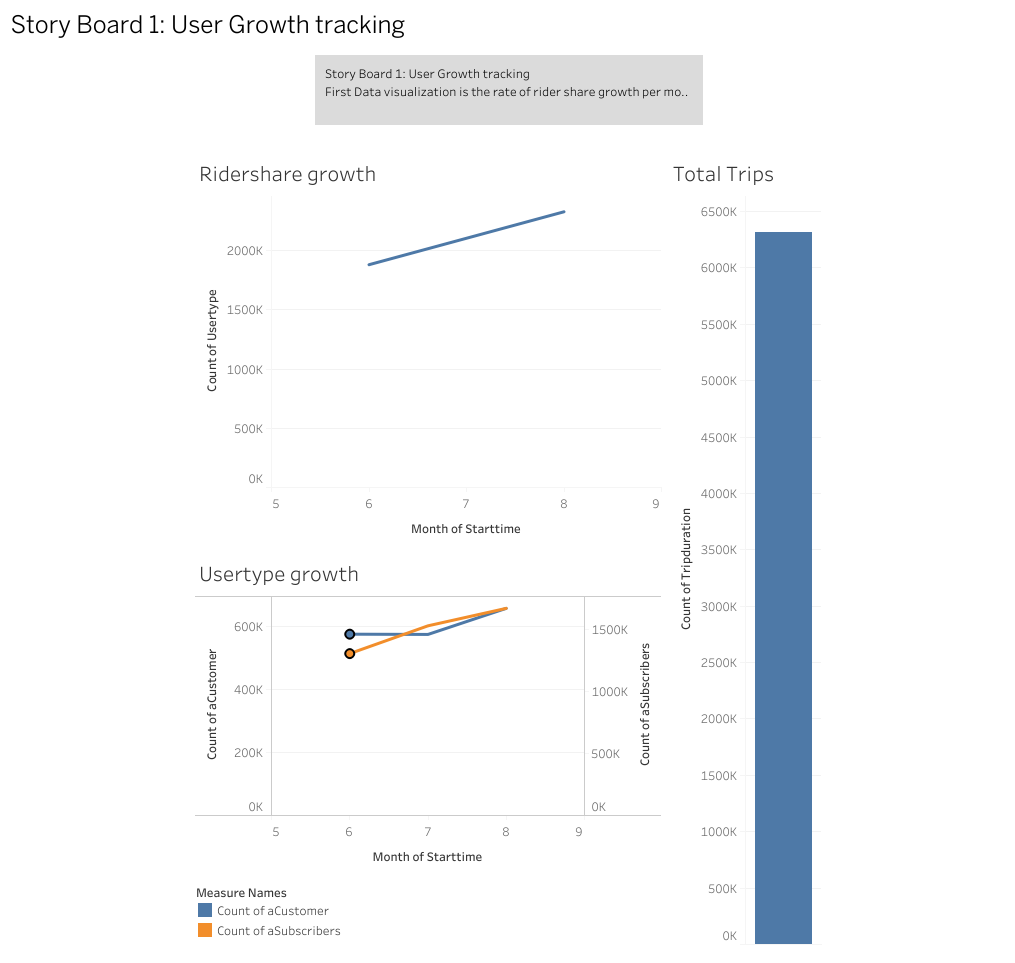 Story Board 1: User Growth tracking
Story Board 1: User Growth tracking
First Data visualization is the rate of rider share growth per mo..
Ridershare growth
Count of Usertype
2000K
1500K
1000K
500K
0K
5 6 7 8 9
Month of Starttime
Usertype growth
Count of aCustomer
600K
400K
200K
0K
1500K
1000K
500K
0K
Count of aSubscribers
5 6 7 8 9
Month of Starttime
Measure Names
Count of aCustomer
Count of aSubscribers
Total Trips
Count of Tripduration
6500K
6000K
5500K
5000K
4500K
4000K
3500K
3000K
2500K
2000K
1500K
1000K
500K
0K